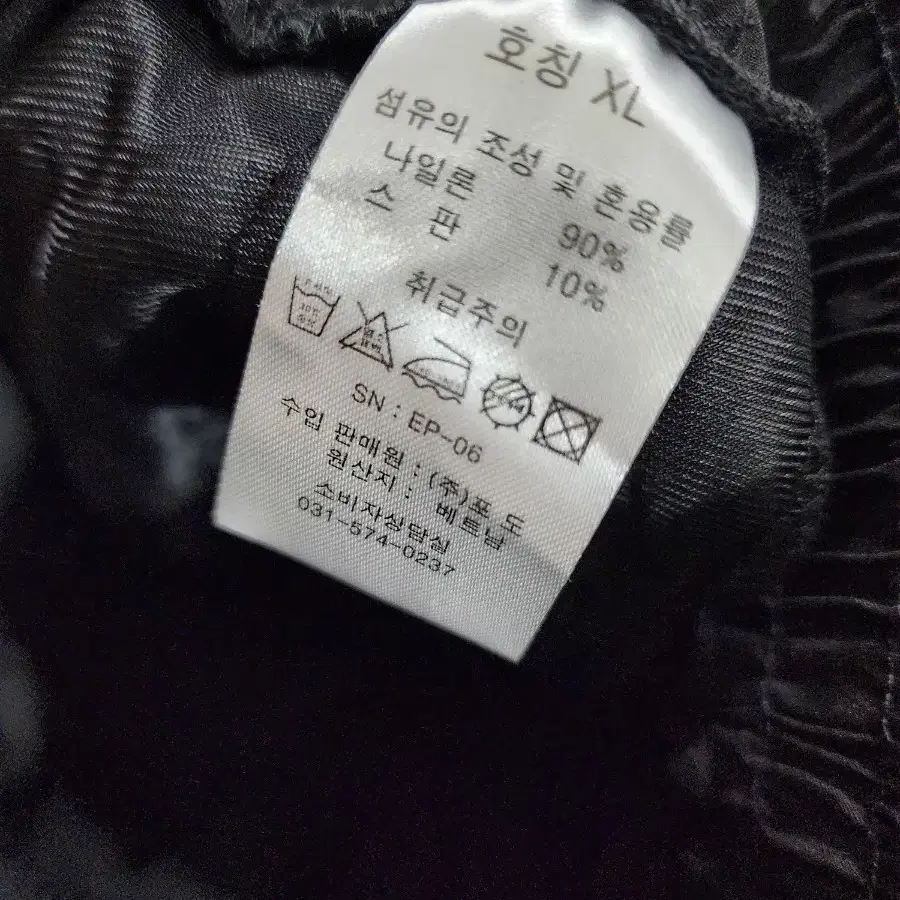 호칭 XL
섬유의 조성 및 혼용률
나일론 90%
스 판 10%
취급주의
SN : EP-06
수입 판매원 : (주)포 도
원산지 : 베트남
소비자상담실
031-574-0237